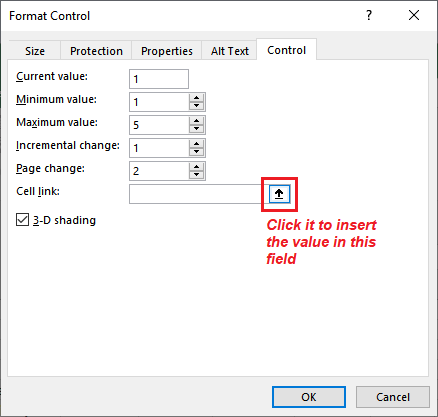 Format Control
?
Size Protection Properties Alt Text Control
Current value: 1
Minimum value: 1
Maximum value: 5
Incremental change: 1
Page change: 2
Cell link:
3-D shading
Click it to insert
the value in this
field
OK Cancel